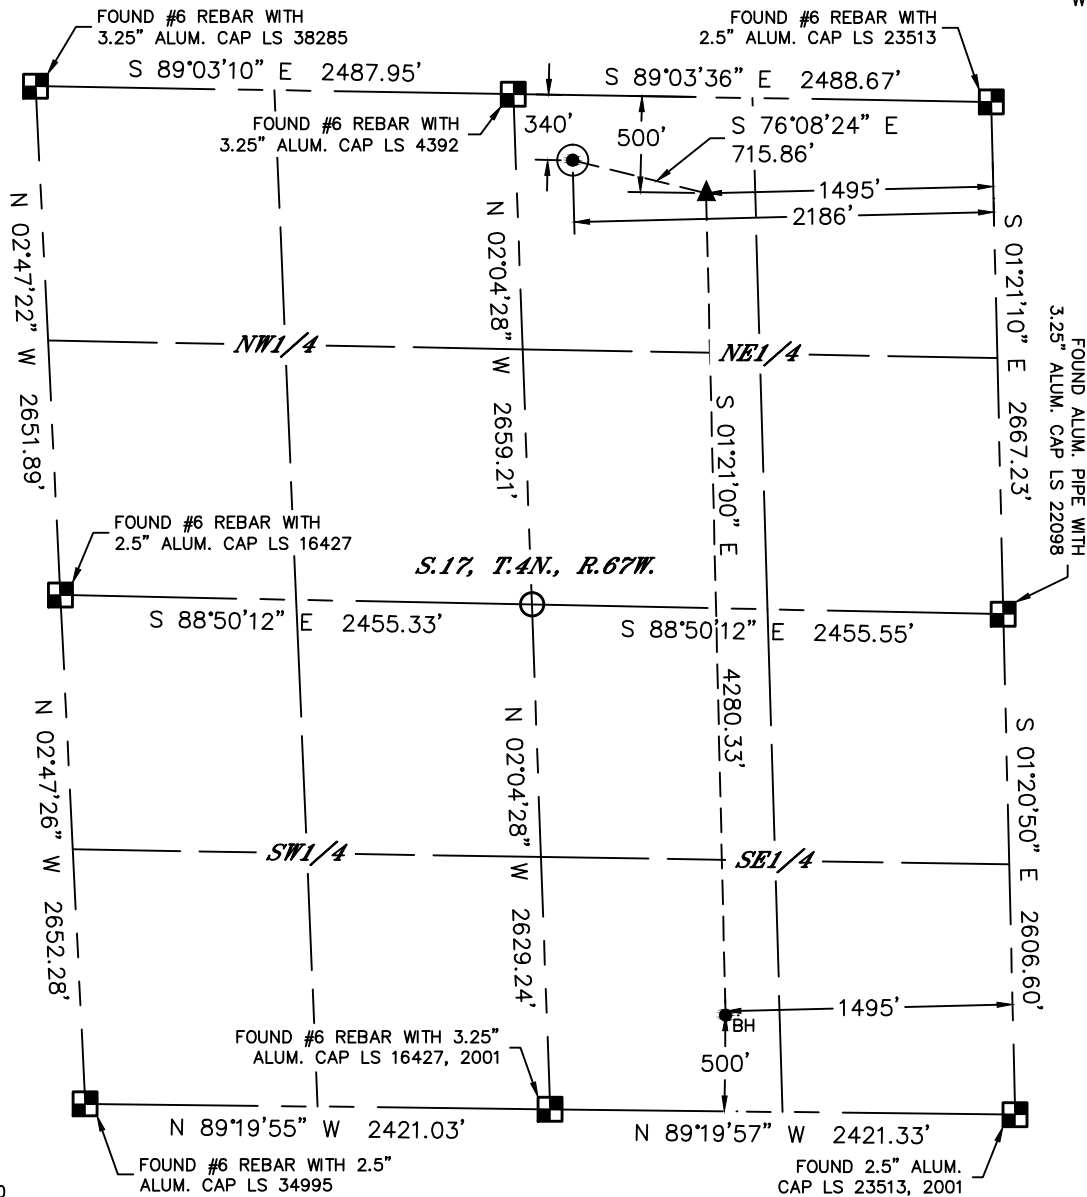 W
FOUND #6 REBAR WITH
3.25” ALUM. CAP LS 38285
FOUND #6 REBAR WITH
2.5” ALUM. CAP LS 23513
S 89°03’10” E 2487.95’
S 89°03’36” E 2488.67’
FOUND #6 REBAR WITH
3.25” ALUM. CAP LS 4392
340’
500’
S 76°08’24” E
715.86’
1495’
2186’
N 02°47’22” W 2651.89’
N 02°04’28” W 2659.21’
S 01°21’10” E 2667.23’
FOUND ALUM. PIPE WITH
3.25” ALUM. CAP LS 22098
NW1/4
NE1/4
S 01°21’00” E 4280.33’
FOUND #6 REBAR WITH
2.5” ALUM. CAP LS 16427
S.17, T.4N., R.67W.
S 88°50’12” E 2455.33’
S 88°50’12” E 2455.55’
N 02°47’26” W 2652.28’
N 02°04’28” W 2629.24’
S 01°20’50” E 2606.60’
SW1/4
SE1/4
1495’
BH
500’
FOUND #6 REBAR WITH 3.25”
ALUM. CAP LS 16427, 2001
N 89°19’55” W 2421.03’
N 89°19’57” W 2421.33’
FOUND #6 REBAR WITH 2.5”
ALUM. CAP LS 34995
FOUND 2.5” ALUM.
CAP LS 23513, 2001